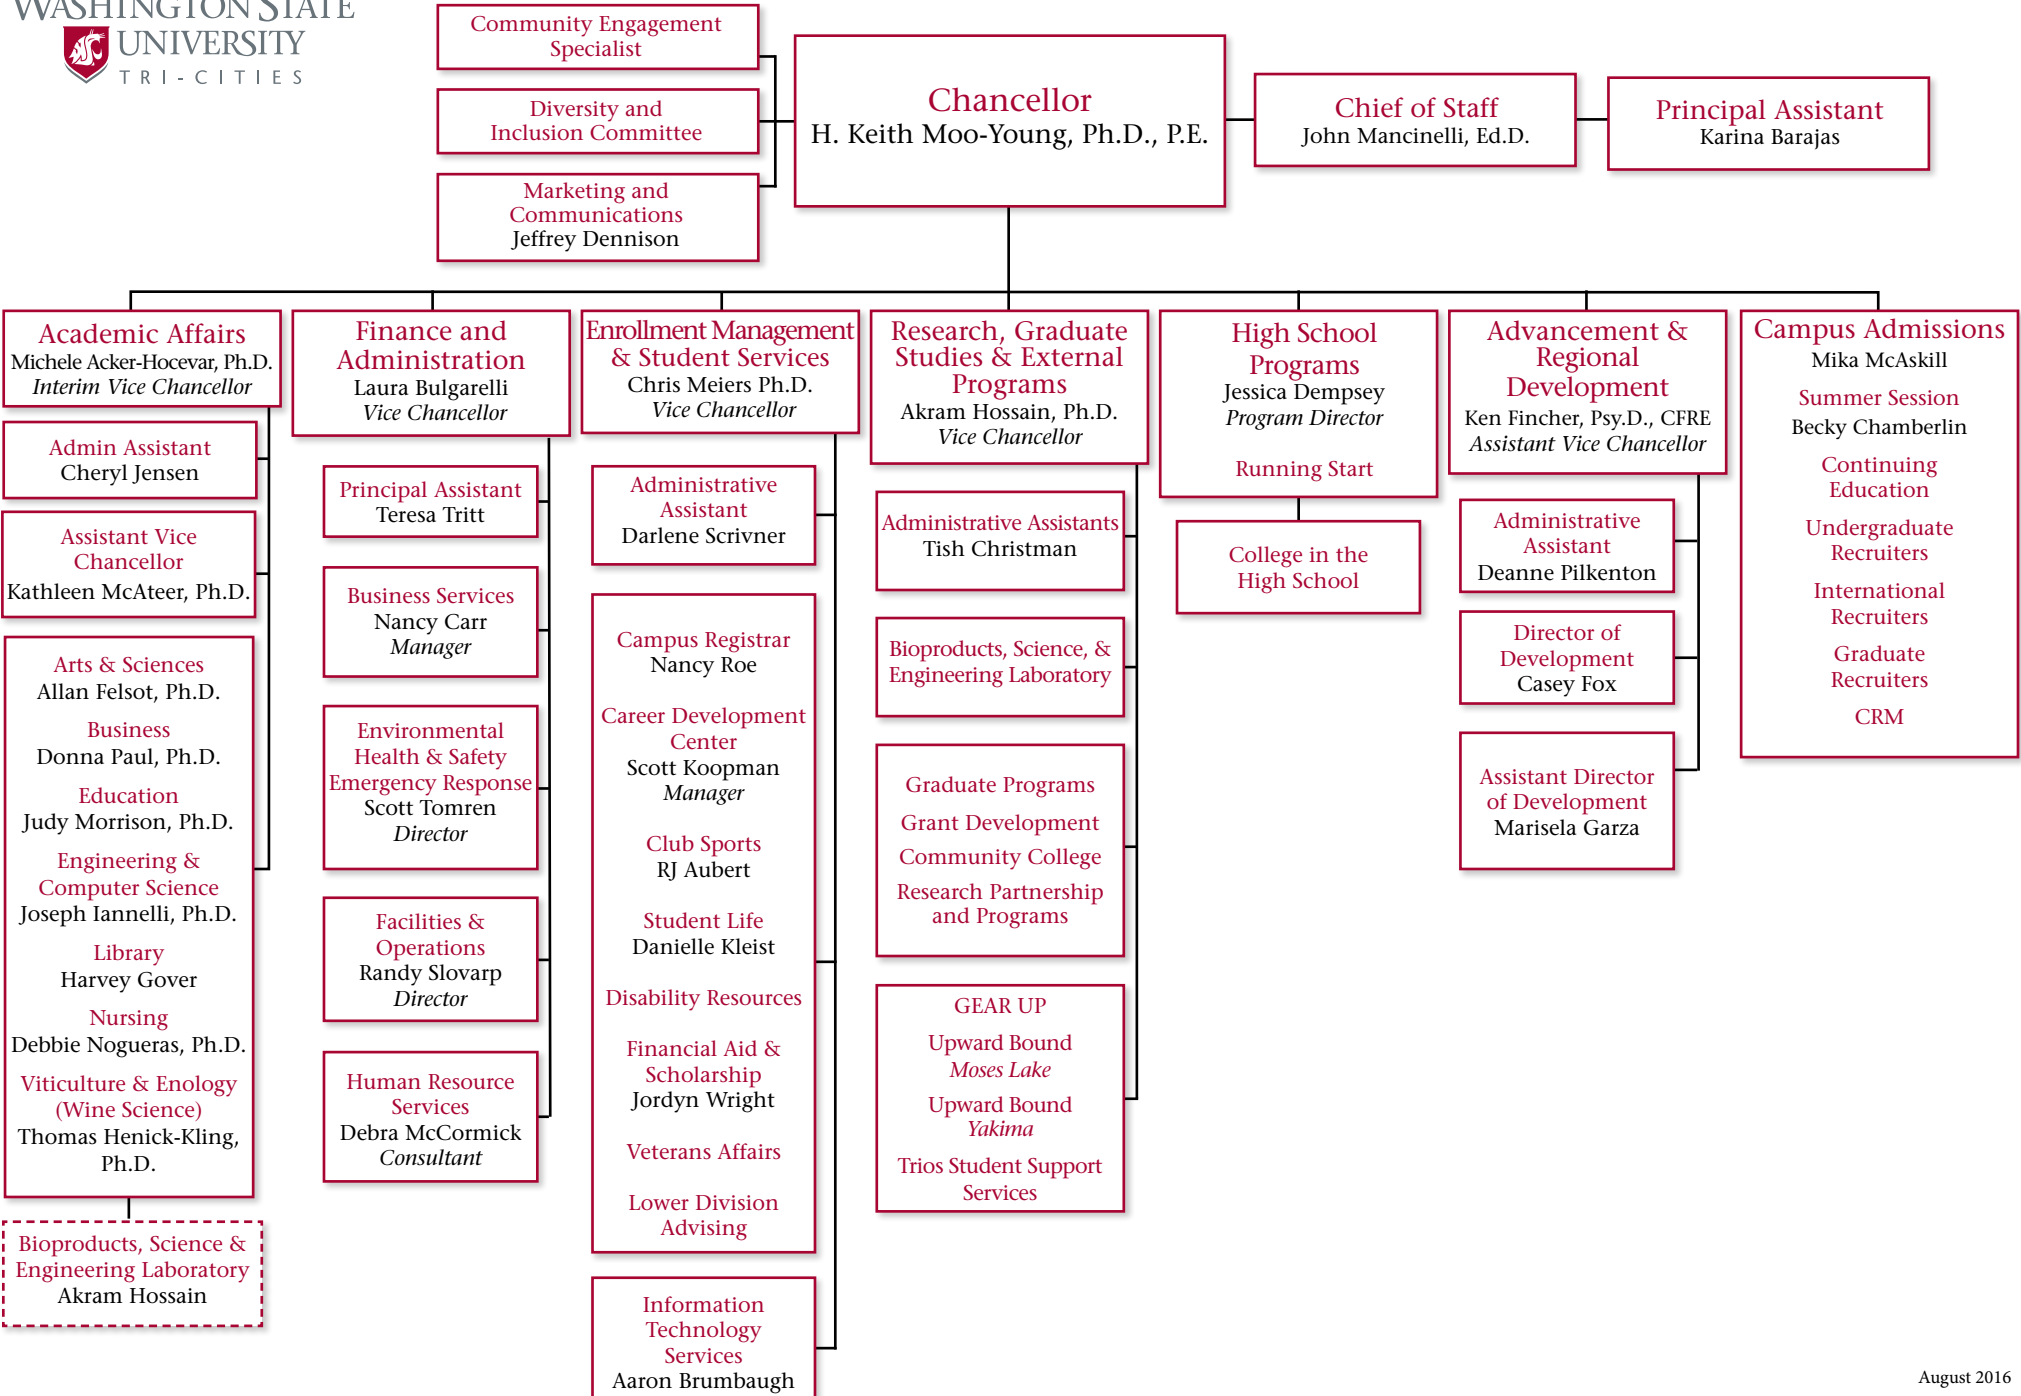 WASHINGTON STATE
UNIVERSITY
TRI-CITIES
Community Engagement
Specialist
Diversity and
Inclusion Committee
Marketing and
Communications
Jeffrey Dennison
Chancellor
H. Keith Moo-Young, Ph.D., P.E.
Chief of Staff
John Mancinelli, Ed.D.
Principal Assistant
Karina Barajas
Academic Affairs
Michele Acker-Hocevar, Ph.D.
Interim Vice Chancellor
Admin Assistant
Cheryl Jensen
Assistant Vice
Chancellor
Kathleen McAteer, Ph.D.
Arts & Sciences
Allan Felsot, Ph.D.
Business
Donna Paul, Ph.D.
Education
Judy Morrison, Ph.D.
Engineering &
Computer Science
Joseph Iannelli, Ph.D.
Library
Harvey Gover
Nursing
Debbie Nogueras, Ph.D.
Viticulture & Enology
(Wine Science)
Thomas Henick-Kling,
Ph.D.
Bioproducts, Science &
Engineering Laboratory
Akram Hossain
Finance and
Administration
Laura Bulgarelli
Vice Chancellor
Principal Assistant
Teresa Tritt
Business Services
Nancy Carr
Manager
Environmental
Health & Safety
Emergency Response
Scott Tomren
Director
Facilities &
Operations
Randy Slovarp
Director
Human Resource
Services
Debra McCormick
Consultant
Enrollment Management
& Student Services
Chris Meiers Ph.D.
Vice Chancellor
Administrative
Assistant
Darlene Scrivner
Campus Registrar
Nancy Roe
Career Development
Center
Scott Koopman
Manager
Club Sports
RJ Aubert
Student Life
Danielle Kleist
Disability Resources
Financial Aid &
Scholarship
Jordyn Wright
Veterans Affairs
Lower Division
Advising
Information
Technology
Services
Aaron Brumbaugh
Research, Graduate
Studies & External
Programs
Akram Hossain, Ph.D.
Vice Chancellor
Administrative Assistants
Tish Christman
Bioproducts, Science, &
Engineering Laboratory
Graduate Programs
Grant Development
Community College
Research Partnership
and Programs
GEAR UP
Upward Bound
Moses Lake
Upward Bound
Yakima
Trios Student Support
Services
High School
Programs
Jessica Dempsey
Program Director
Running Start
College in the
High School
Advancement &
Regional
Development
Ken Fincher, Psy.D., CFRE
Assistant Vice Chancellor
Administrative
Assistant
Deanne Pilkenton
Director of
Development
Casey Fox
Assistant Director
of Development
Marisela Garza
Campus Admissions
Mika McAskill
Summer Session
Becky Chamberlin
Continuing
Education
Undergraduate
Recruiters
International
Recruiters
Graduate
Recruiters
CRM
August 2016